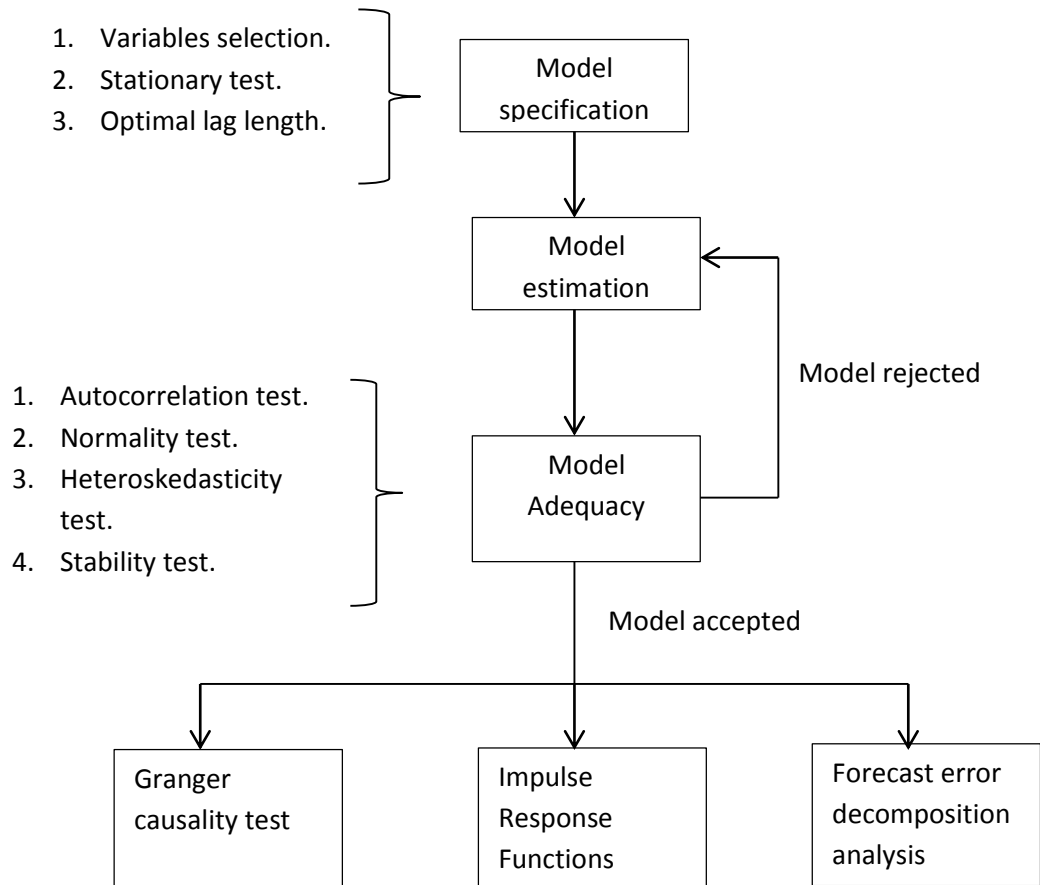 1. Variables selection.
2. Stationary test.
3. Optimal lag length.
Model
specification
Model
estimation
Model rejected
1. Autocorrelation test.
2. Normality test.
3. Heteroskedasticity
test.
4. Stability test.
Model
Adequacy
Model accepted
Granger
causality test
Impulse
Response
Functions
Forecast error
decomposition
analysis